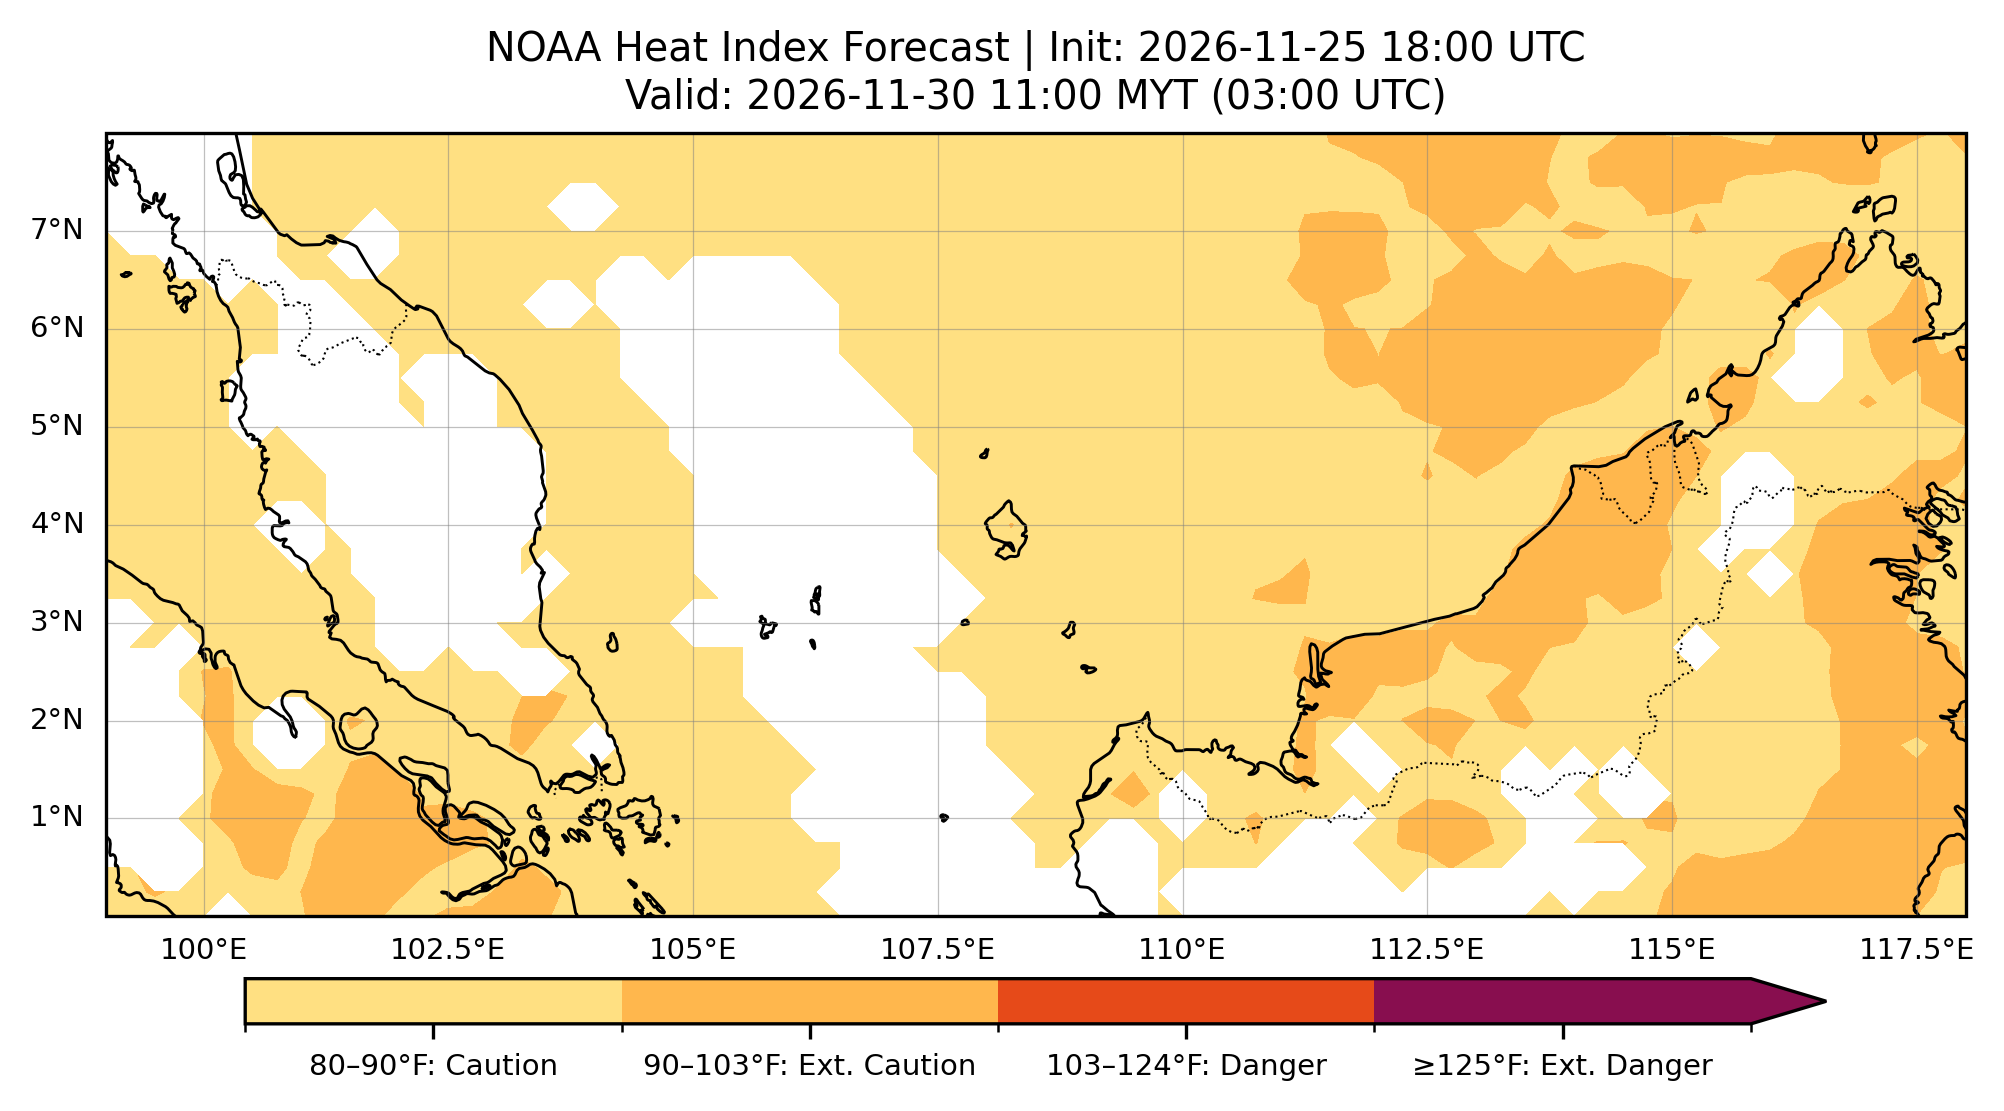 NOAA Heat Index Forecast | Init: 2026-11-25 18:00 UTC
Valid: 2026-11-30 11:00 MYT (03:00 UTC)
7°N
6°N
5°N
4°N
3°N
2°N
1°N
100°E
102.5°E
105°E
107.5°E
110°E
112.5°E
115°E
117.5°E
80–90°F: Caution
90–103°F: Ext. Caution
103–124°F: Danger
≥125°F: Ext. Danger